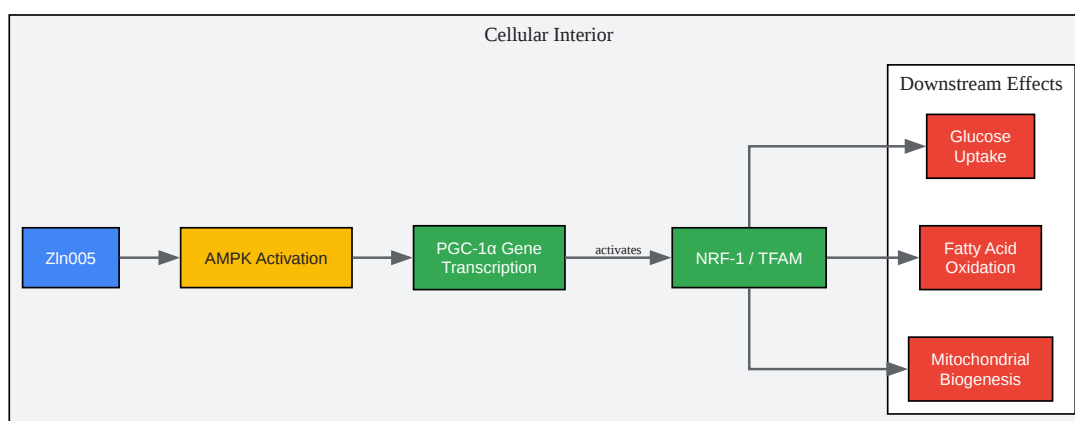 Cellular Interior
Downstream Effects
Glucose
Uptake
Zln005
AMPK Activation
PGC-1α Gene
Transcription
activates
NRF-1 / TFAM
Fatty Acid
Oxidation
Mitochondrial
Biogenesis